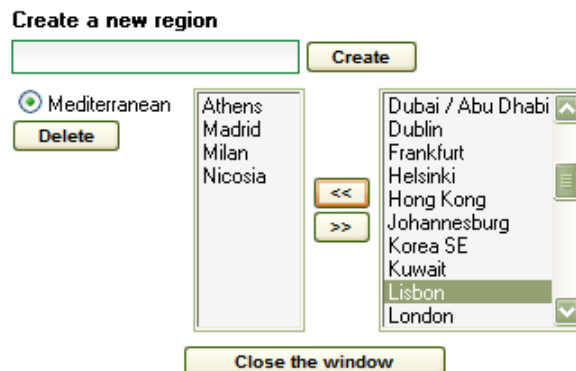 Create a new region
Create
Mediterranean
Delete
Athens
Madrid
Milan
Nicosia
<<
>>
Dubai / Abu Dhabi
Dublin
Frankfurt
Helsinki
Hong Kong
Johannesburg
Korea SE
Kuwait
Lisbon
London
Close the window